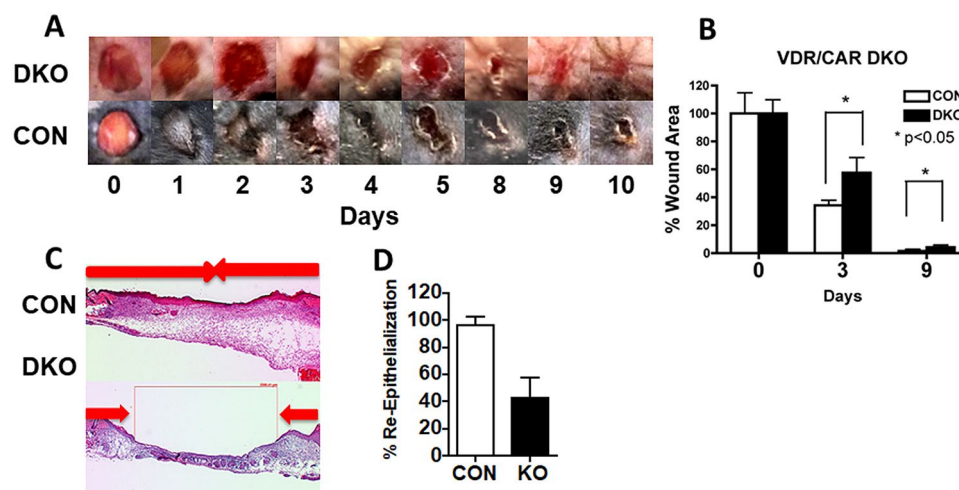 A
DKO
CON
0 1 2 3 4 5 8 9 10
Days
B
VDR/CAR DKO
% Wound Area
120
100
80
60
40
20
0
*
*
CON
DKO
* p<0.05
0 3 9
Days
C
CON
DKO
D
% Re-Epithelialization
120
100
80
60
40
20
0
CON KO